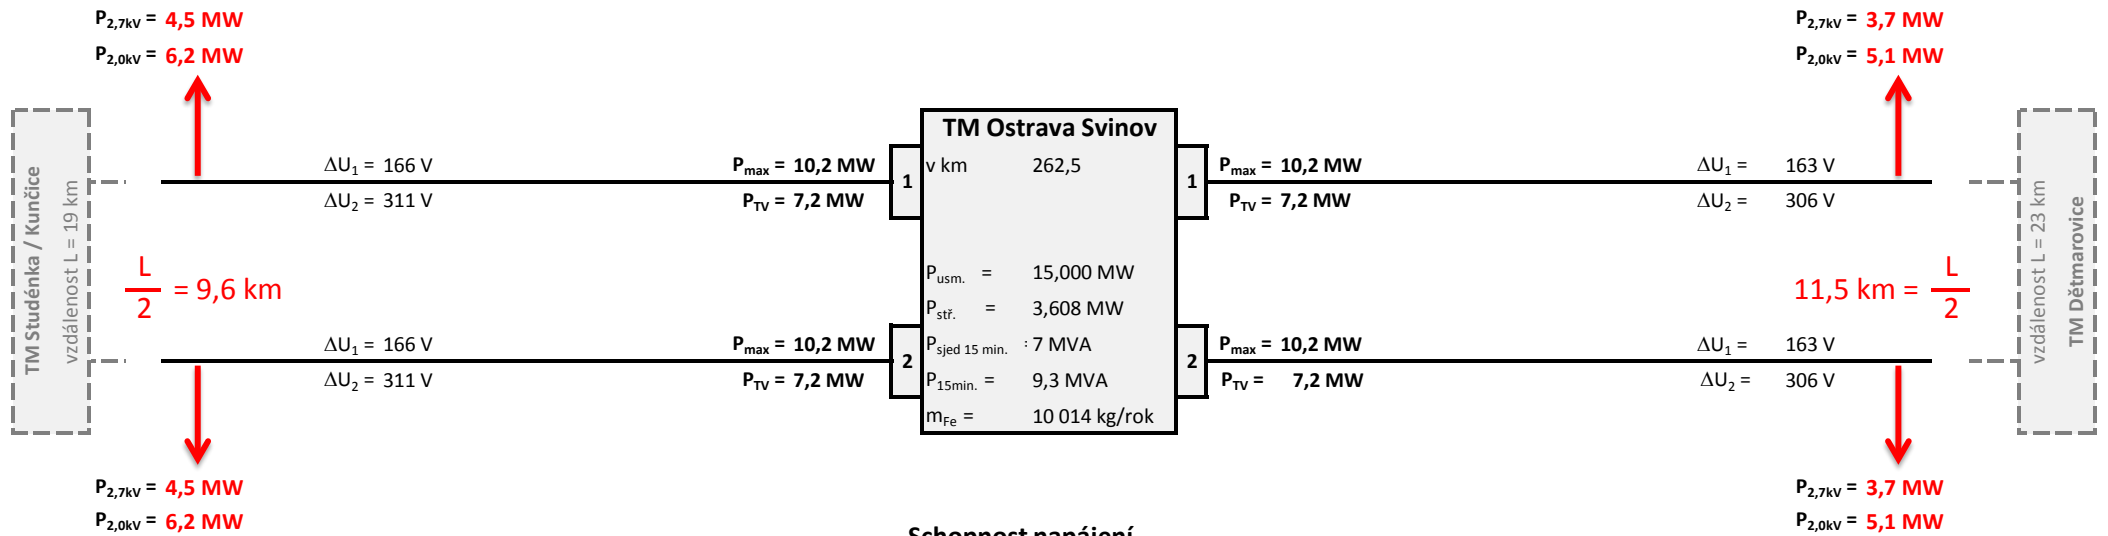 P2,7kV = 4,5 MW
P2,0kV = 6,2 MW
P2,7kV = 3,7 MW
P2,0kV = 5,1 MW
TM Studénka / Kunčice
vzdálenost L = 19 km
ΔU1 = 166 V
ΔU2 = 311 V
Pmax = 10,2 MW
PTV = 7,2 MW
1
TM Ostrava Svinov
v km 262,5
1
Pmax = 10,2 MW
PTV = 7,2 MW
ΔU1 = 163 V
ΔU2 = 306 V
vzdálenost L = 23 km
TM Dětmarovice
L
2
= 9,6 km
Pusm. = 15,000 MW
Pstř. = 3,608 MW
Psjed 15 min. : 7 MVA
P15min. = 9,3 MVA
mFe = 10 014 kg/rok
11,5 km =
L
2
ΔU1 = 166 V
ΔU2 = 311 V
Pmax = 10,2 MW
PTV = 7,2 MW
2
2
Pmax = 10,2 MW
PTV = 7,2 MW
ΔU1 = 163 V
ΔU2 = 306 V
P2,7kV = 4,5 MW
P2,0kV = 6,2 MW
P2,7kV = 3,7 MW
P2,0kV = 5,1 MW
Schopnost napájení